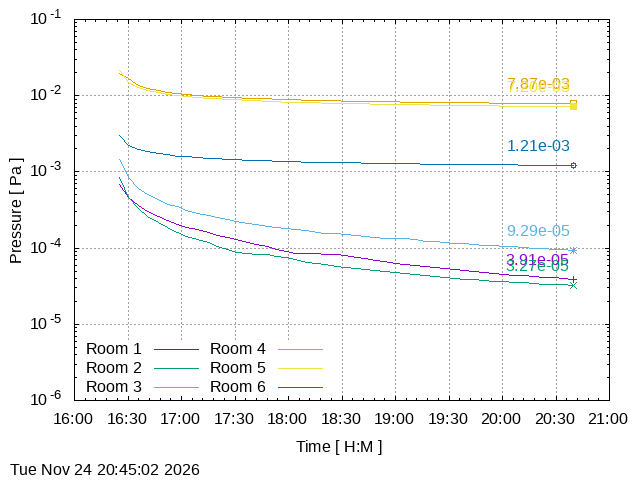 10^-1
10^-2
10^-3
10^-4
10^-5
10^-6
Pressure [ Pa ]
7.87e-03
1.21e-03
9.29e-05
3.91e-05
3.27e-05
Room 1 Room 4
Room 2 Room 5
Room 3 Room 6
16:00 16:30 17:00 17:30 18:00 18:30 19:00 19:30 20:00 20:30 21:00
Time [ H:M ]
Tue Nov 24 20:45:02 2026